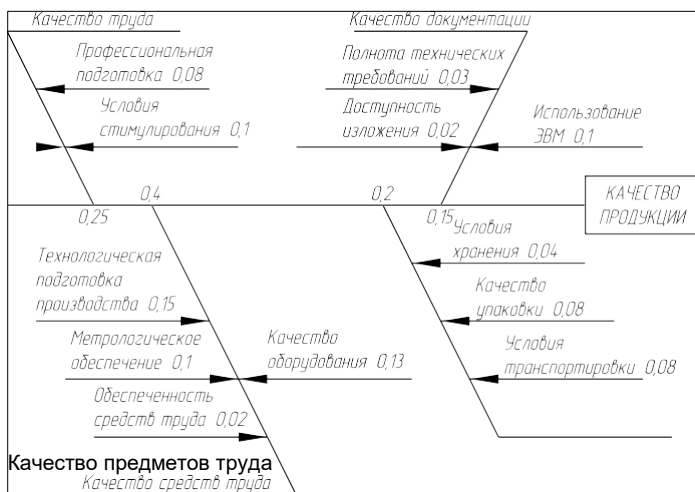 Качество труда
Качество документации
Профессиональная
подготовка 0,08
Полнота технических
требований 0,03
Условия
стимулирования 0,1
Доступность
изложения 0,02
Использование
ЭВМ 0,1
0,4
0,2
КАЧЕСТВО
ПРОДУКЦИИ
0,25
0,15
Условия
хранения 0,04
Технологическая
подготовка
производства 0,15
Качество
упаковки 0,08
Метрологическое
обеспечение 0,1
Качество
оборудования 0,13
Условия
транспортировки 0,08
Обеспеченность
средств труда 0,02
Качество предметов труда
Качество средств труда